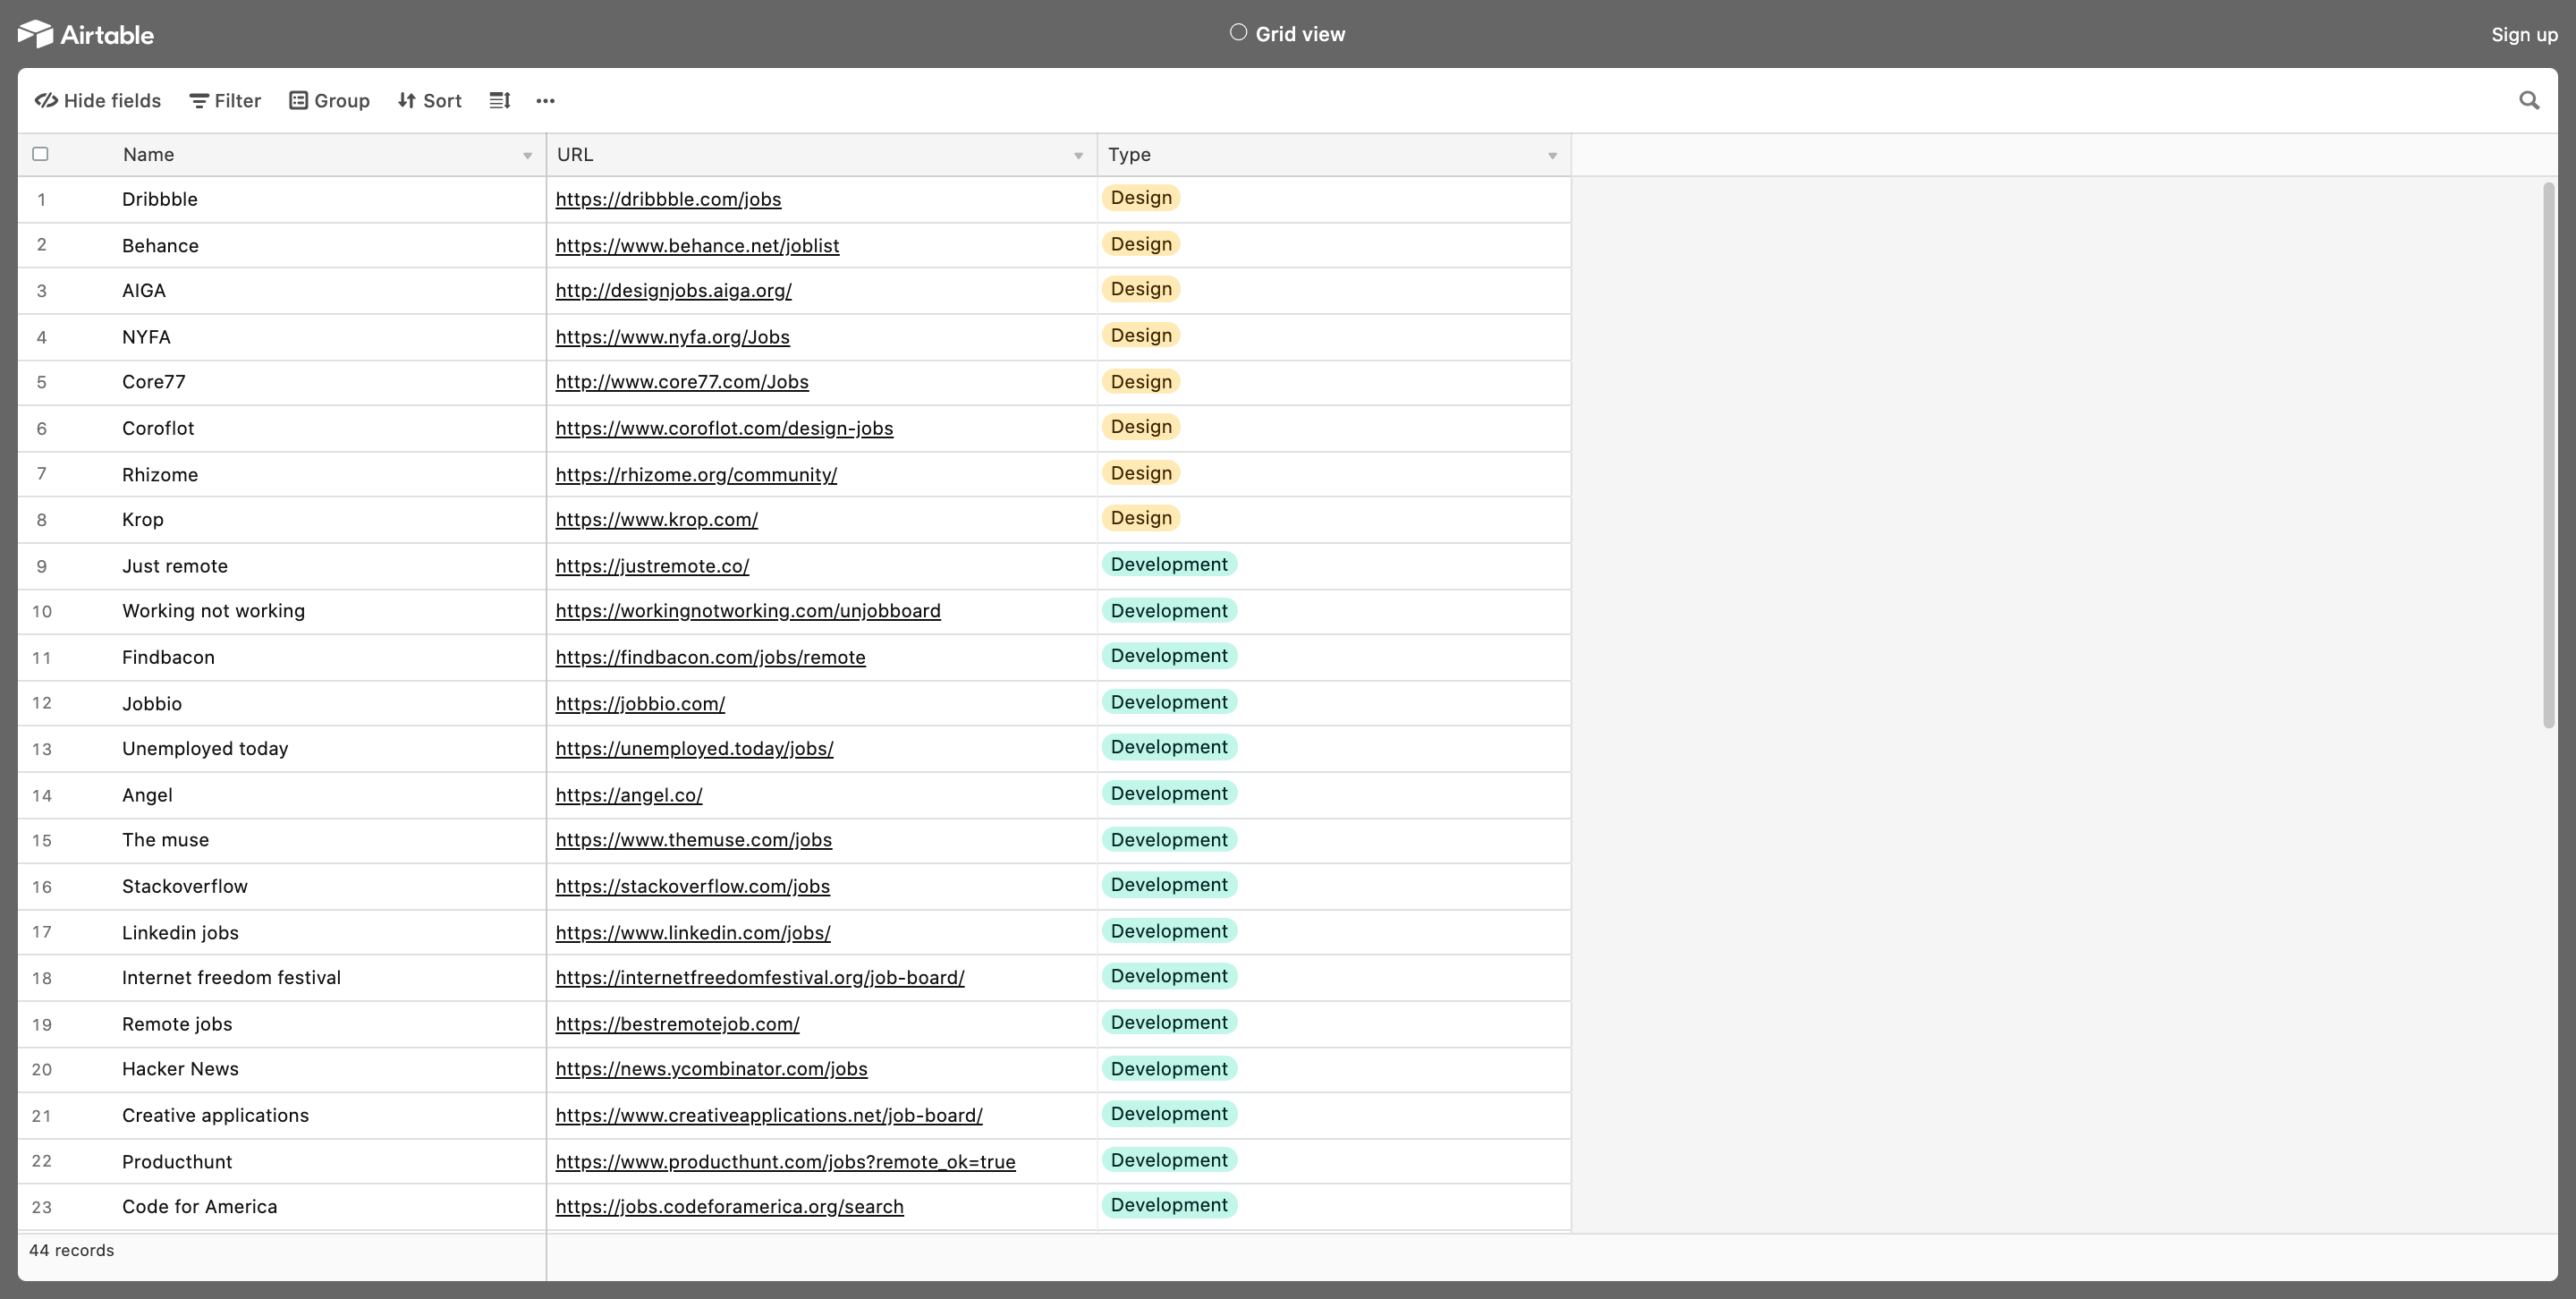 Airtable
Grid view
Sign up
Hide fields Filter Group Sort
Name URL Type
1 Dribbble https://dribbble.com/jobs Design
2 Behance https://www.behance.net/joblist Design
3 AIGA http://designjobs.aiga.org/ Design
4 NYFA https://www.nyfa.org/Jobs Design
5 Core77 http://www.core77.com/Jobs Design
6 Coroflot https://www.coroflot.com/design-jobs Design
7 Rhizome https://rhizome.org/community/ Design
8 Krop https://www.krop.com/ Design
9 Just remote https://justremote.co/ Development
10 Working not working https://workingnotworking.com/unjobboard Development
11 Findbacon https://findbacon.com/jobs/remote Development
12 Jobbio https://jobbio.com/ Development
13 Unemployed today https://unemployed.today/jobs/ Development
14 Angel https://angel.co/ Development
15 The muse https://www.themuse.com/jobs Development
16 Stackoverflow https://stackoverflow.com/jobs Development
17 Linkedin jobs https://www.linkedin.com/jobs/ Development
18 Internet freedom festival https://internetfreedomfestival.org/job-board/ Development
19 Remote jobs https://bestremotejob.com/ Development
20 Hacker News https://news.ycombinator.com/jobs Development
21 Creative applications https://www.creativeapplications.net/job-board/ Development
22 Producthunt https://www.producthunt.com/jobs?remote_ok=true Development
23 Code for America https://jobs.codeforamerica.org/search Development
44 records